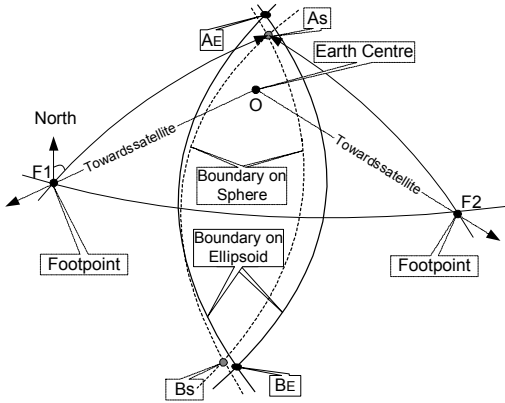 AE
As
Earth Centre
O
North
Towardssatellite
Towardssatellite
F1
F2
Boundary on
Sphere
Boundary on
Ellipsoid
Footpoint
Footpoint
Bs
BE